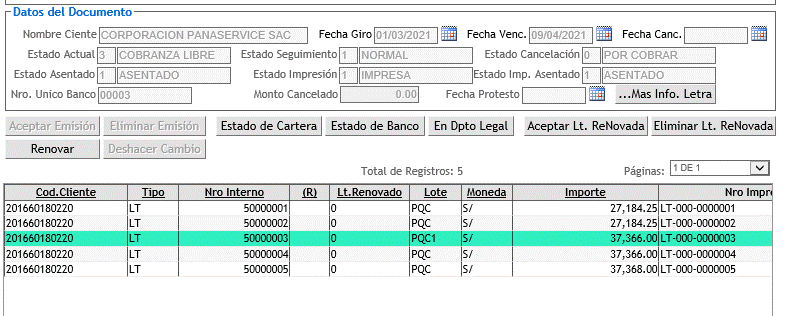 Datos del Documento
Nombre Ciente CORPORACION PANASERVICE SAC Fecha Giro 01/03/2021 Fecha Venc. 09/04/2021 Fecha Canc.
Estado Actual 3 COBRANZA LIBRE Estado Seguimiento 1 NORMAL Estado Cancelación 0 POR COBRAR
Estado Asentado 1 ASENTADO Estado Impresión 1 IMPRESA Estado Imp. Asentado 1 ASENTADO
Nro. Unico Banco 00003 Monto Cancelado 0.00 Fecha Protesto ...Mas Info. Letra
Aceptar Emisión Eliminar Emisión Estado de Cartera Estado de Banco En Dpto Legal Aceptar Lt. ReNovada Eliminar Lt. ReNovada
Renovar Deshacer Cambio
Total de Registros: 5 Páginas: 1 DE 1
Cod.Cliente Tipo Nro Interno (R) Lt.Renovado Lote Moneda Importe Nro Impre
201660180220 LT 50000001 0 PQC S/ 27,184.25 LT-000-0000001
201660180220 LT 50000002 0 PQC S/ 27,184.25 LT-000-0000002
201660180220 LT 50000003 0 PQC1 S/ 37,366.00 LT-000-0000003
201660180220 LT 50000004 0 PQC S/ 37,366.00 LT-000-0000004
201660180220 LT 50000005 0 PQC S/ 37,368.00 LT-000-0000005